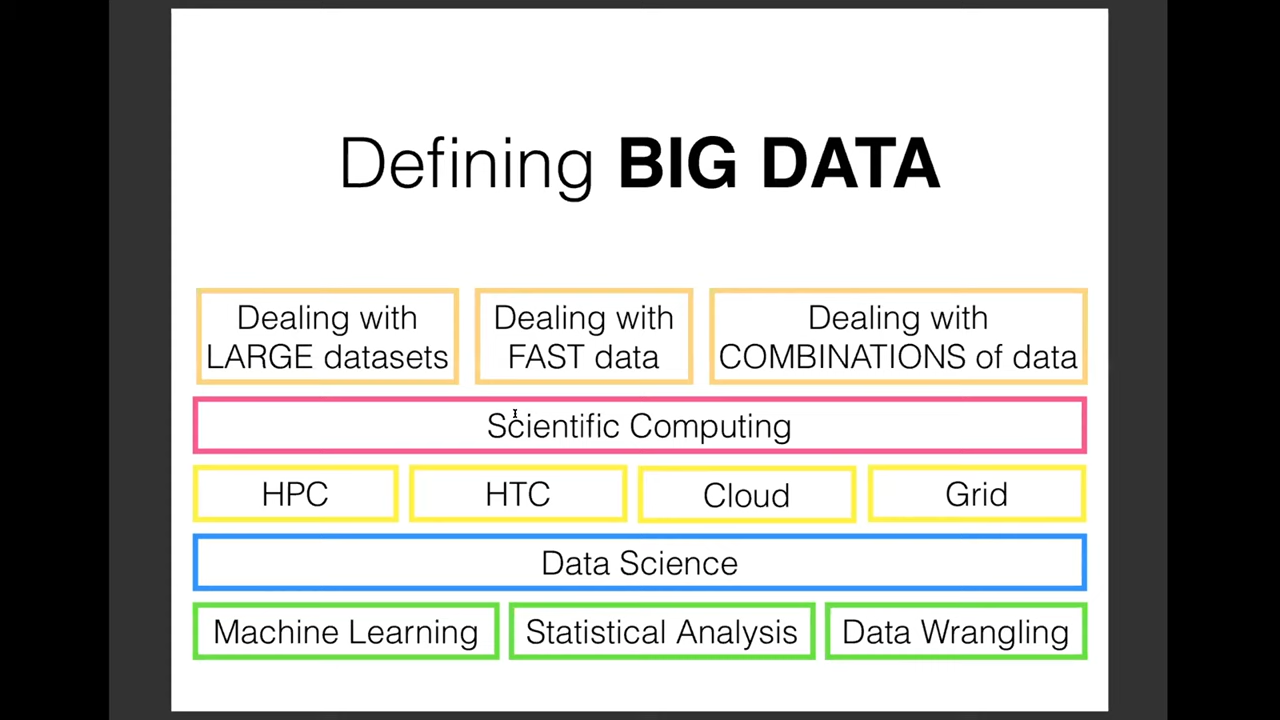 Defining BIG DATA
Dealing with
LARGE datasets
Dealing with
FAST data
Dealing with
COMBINATIONS of data
Scientific Computing
HPC
HTC
Cloud
Grid
Data Science
Machine Learning
Statistical Analysis
Data Wrangling